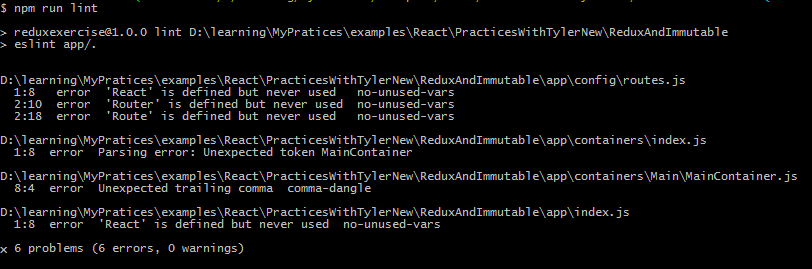 $ npm run lint
> reduxexercise@1.0.0 lint D:\learning\MyPratices\examples\React\PracticesWithTylerNew\ReduxAndImmutable
> eslint app/.
D:\learning\MyPratices\examples\React\PracticesWithTylerNew\ReduxAndImmutable\app\config\routes.js
1:8 error 'React' is defined but never used no-unused-vars
2:10 error 'Router' is defined but never used no-unused-vars
2:18 error 'Route' is defined but never used no-unused-vars
D:\learning\MyPratices\examples\React\PracticesWithTylerNew\ReduxAndImmutable\app\containers\index.js
1:8 error Parsing error: Unexpected token MainContainer
D:\learning\MyPratices\examples\React\PracticesWithTylerNew\ReduxAndImmutable\app\containers\Main\MainContainer.js
8:4 error Unexpected trailing comma comma-dangle
D:\learning\MyPratices\examples\React\PracticesWithTylerNew\ReduxAndImmutable\app\index.js
1:8 error 'React' is defined but never used no-unused-vars
× 6 problems (6 errors, 0 warnings)